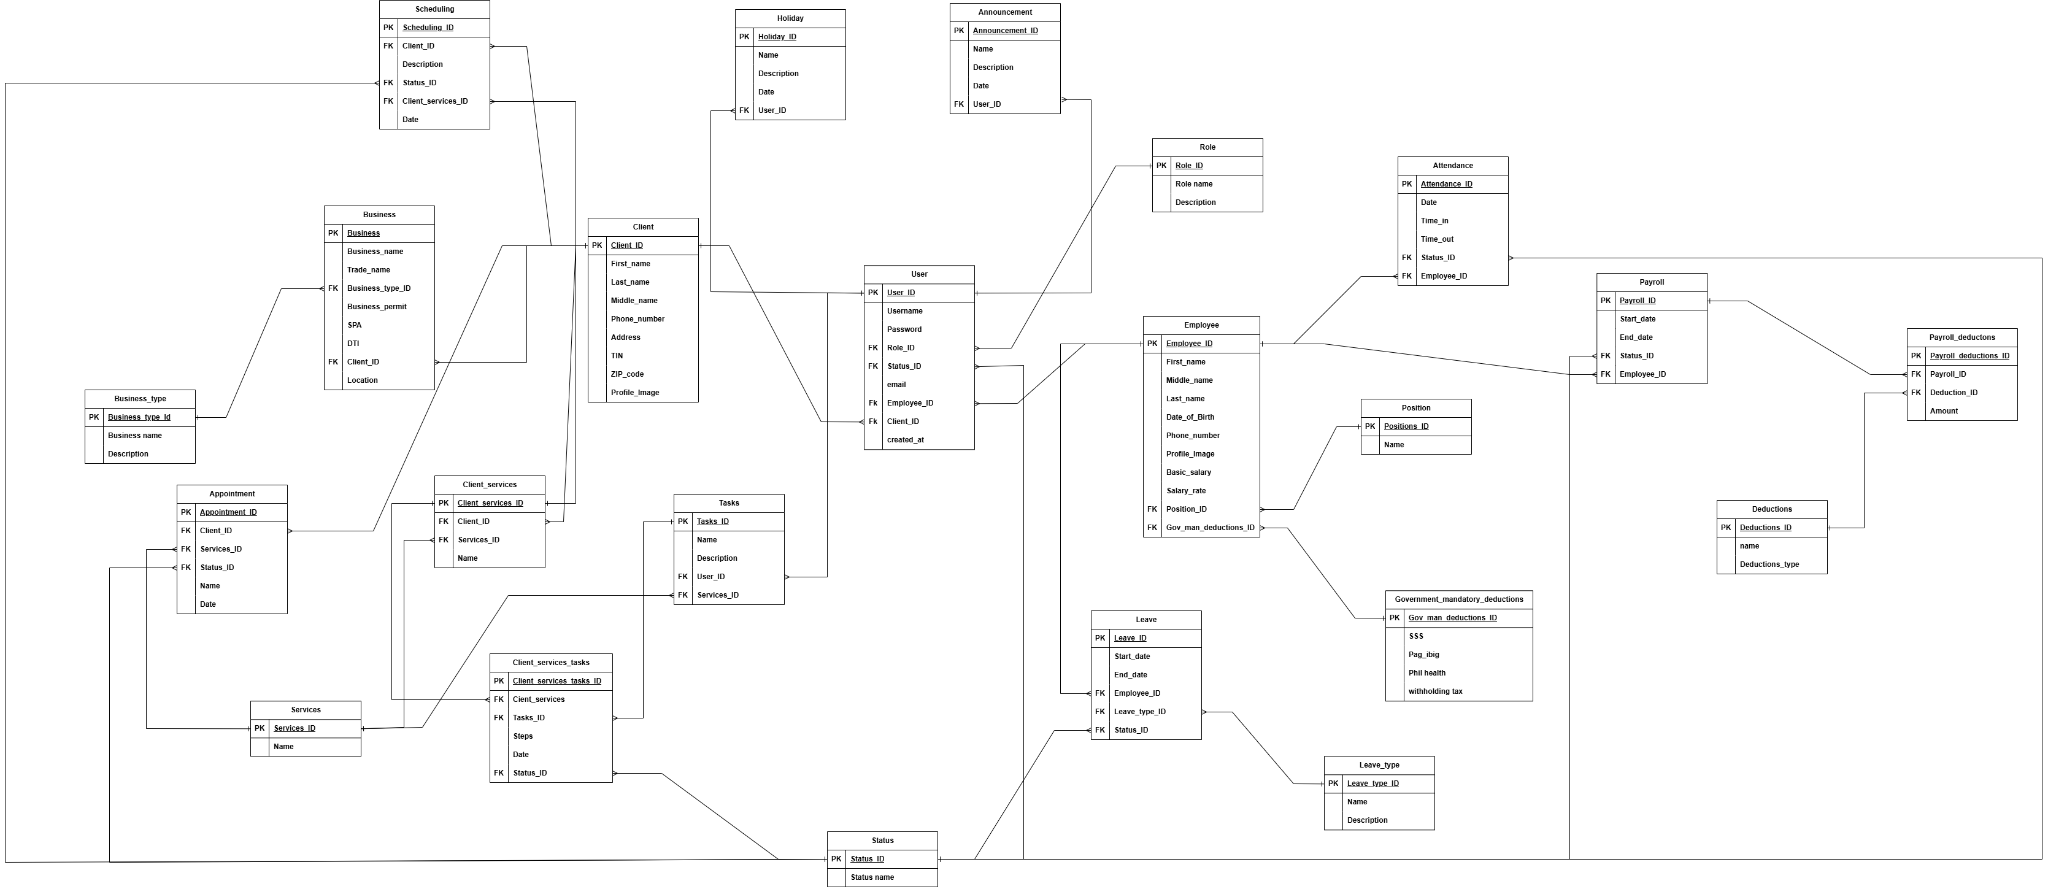 Scheduling
PK Scheduling_ID
FK Client_ID
Description
FK Status_ID
FK Client_services_ID
Date
Holiday
PK Holiday_ID
Name
Description
Date
FK User_ID
Announcement
PK Announcement_ID
Name
Description
Date
FK User_ID
Role
PK Role_ID
Role name
Description
Attendance
PK Attendance_ID
Date
Time_in
Time_out
FK Status_ID
FK Employee_ID
Business
PK Business
Business_name
Trade_name
FK Business_type_ID
Business_permit
SPA
DTI
FK Client_ID
Location
Client
PK Client_ID
First_name
Last_name
Middle_name
Phone_number
Address
TIN
ZIP_code
Profile_Image
User
PK User_ID
Username
Password
FK Role_ID
FK Status_ID
email
Fk Employee_ID
Fk Client_ID
created_at
Payroll
PK Payroll_ID
Start_date
End_date
FK Status_ID
FK Employee_ID
Employee
PK Employee_ID
First_name
Middle_name
Last_name
Date_of_Birth
Phone_number
Profile_Image
Basic_salary
Salary_rate
FK Position_ID
FK Gov_man_deductions_ID
Payroll_deductons
PK Payroll_deductions_ID
FK Payroll_ID
FK Deduction_ID
Amount
Business_type
PK Business_type_Id
Business name
Description
Position
PK Positions_ID
Name
Appointment
PK Appointment_ID
FK Client_ID
FK Services_ID
FK Status_ID
Name
Date
Client_services
PK Client_services_ID
FK Client_ID
FK Services_ID
Name
Tasks
PK Tasks_ID
Name
Description
FK User_ID
FK Services_ID
Deductions
PK Deductions_ID
name
Deductions_type
Government_mandatory_deductions
PK Gov_man_deductions_ID
SSS
Pag_ibig
Phil health
withholding tax
Leave
PK Leave_ID
Start_date
End_date
FK Employee_ID
FK Leave_type_ID
FK Status_ID
Client_services_tasks
PK Client_services_tasks_ID
FK Cient_services
FK Tasks_ID
Steps
Date
FK Status_ID
Services
PK Services_ID
Name
Leave_type
PK Leave_type_ID
Name
Description
Status
PK Status_ID
Status name